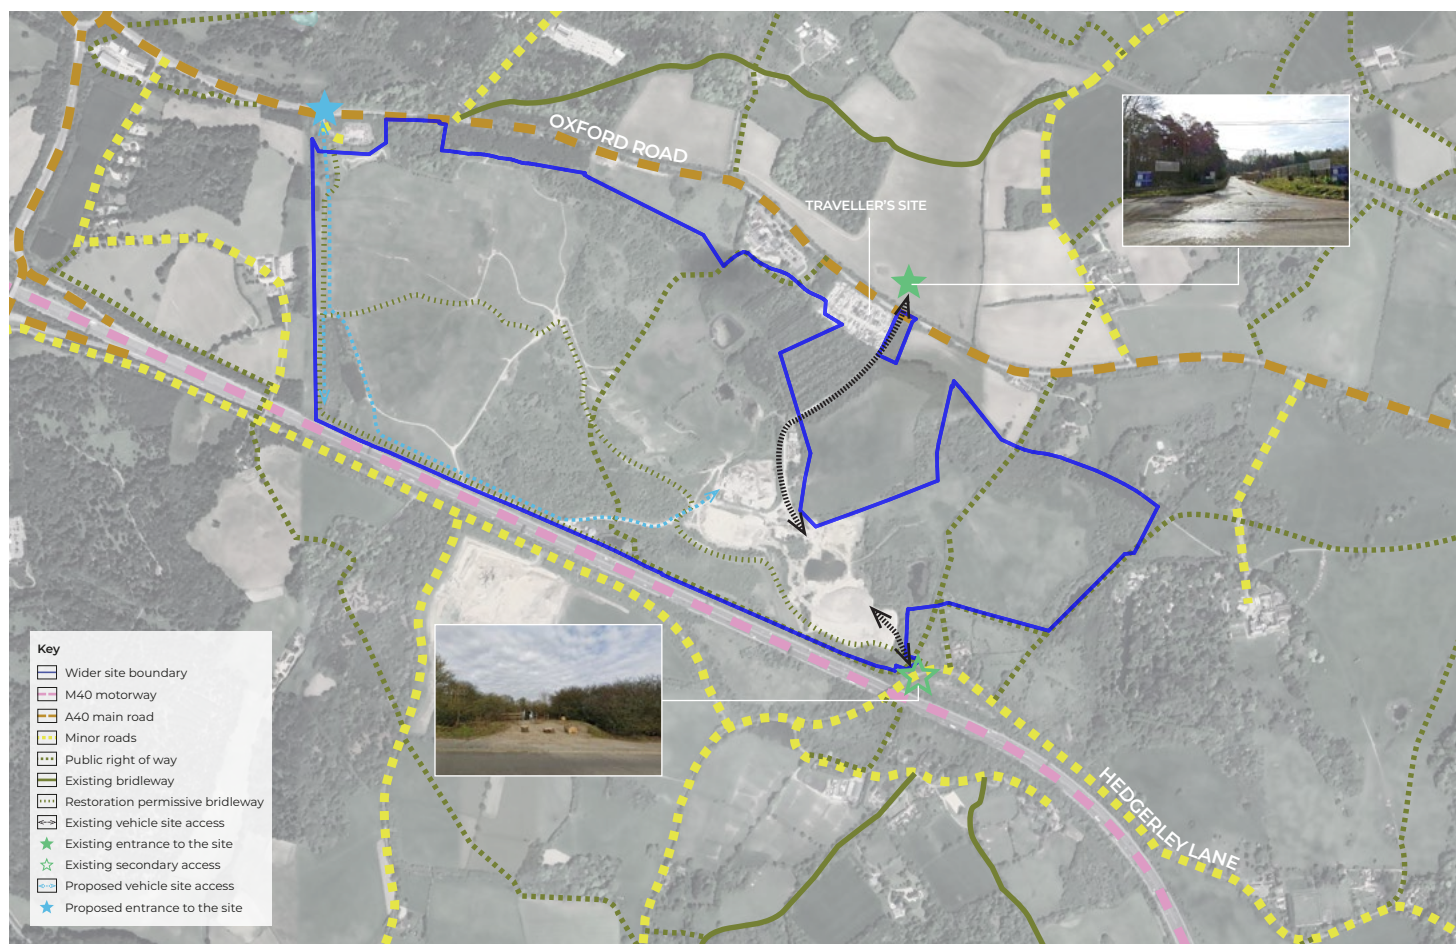 OXFORD ROAD
TRAVELLER'S SITE
HEDGERLEY LANE
Key
Wider site boundary
M40 motorway
A40 main road
Minor roads
Public right of way
Existing bridleway
Restoration permissive bridleway
Existing vehicle site access
Existing entrance to the site
Existing secondary access
Proposed vehicle site access
Proposed entrance to the site